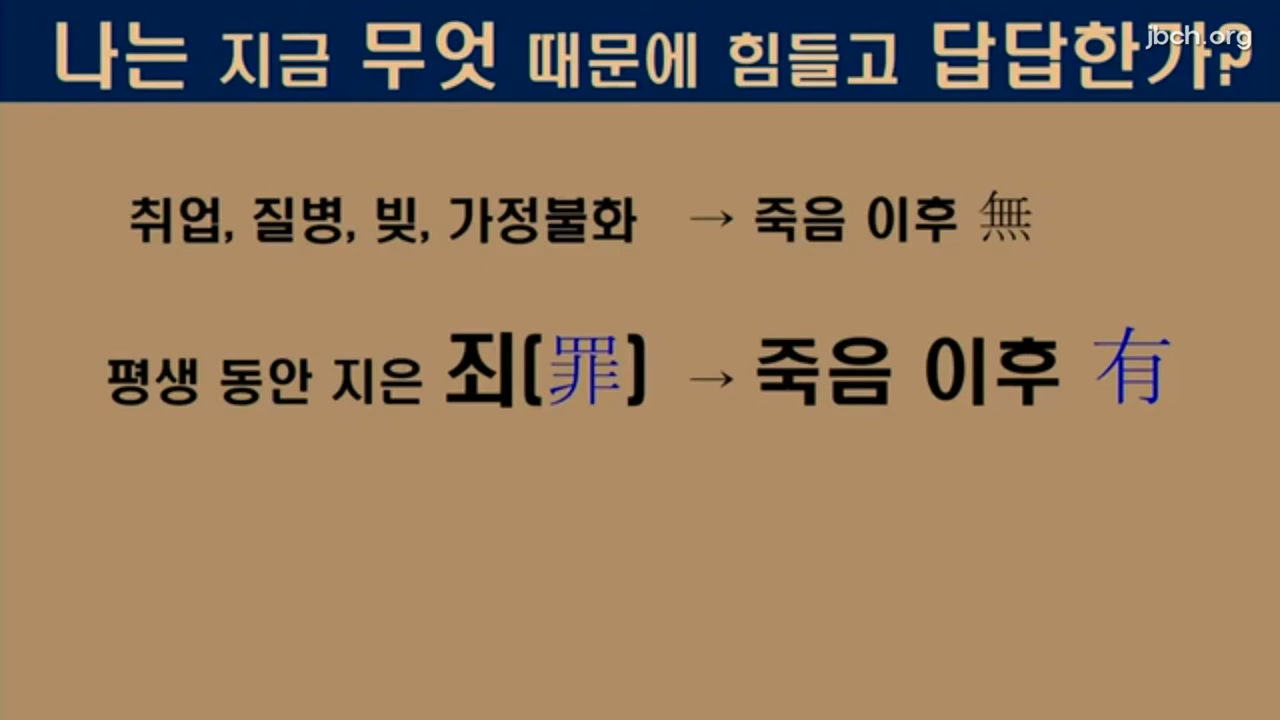 나는 지금 무엇 때문에 힘들고 답답한가?
jbch.org
취업, 질병, 빚, 가정불화 → 죽음 이후 無
평생 동안 지은 죄(罪) → 죽음 이후 有